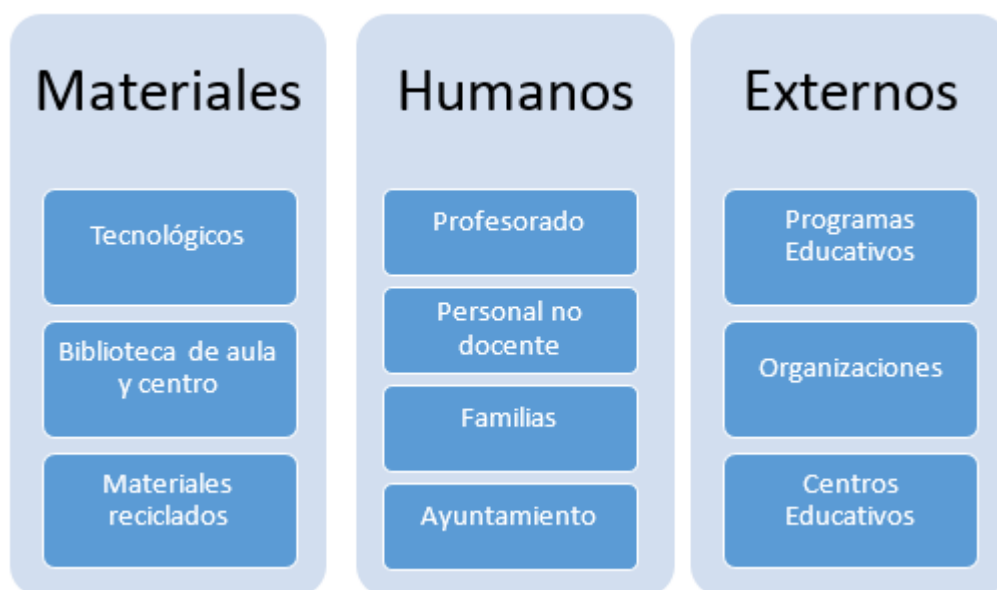 Materiales
Tecnológicos
Biblioteca de aula
y centro
Materiales
reciclados
Humanos
Profesorado
Personal no
docente
Familias
Ayuntamiento
Externos
Programas
Educativos
Organizaciones
Centros
Educativos